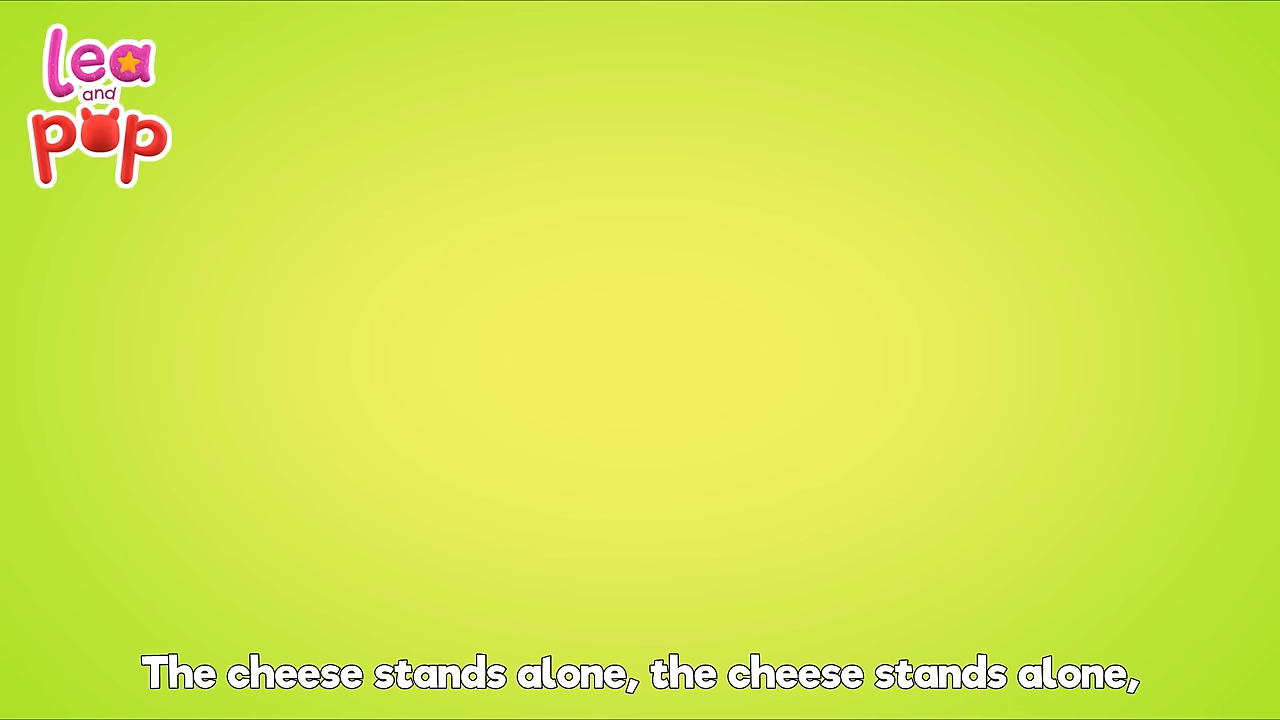 lea
and
pop
The cheese stands alone, the cheese stands alone,